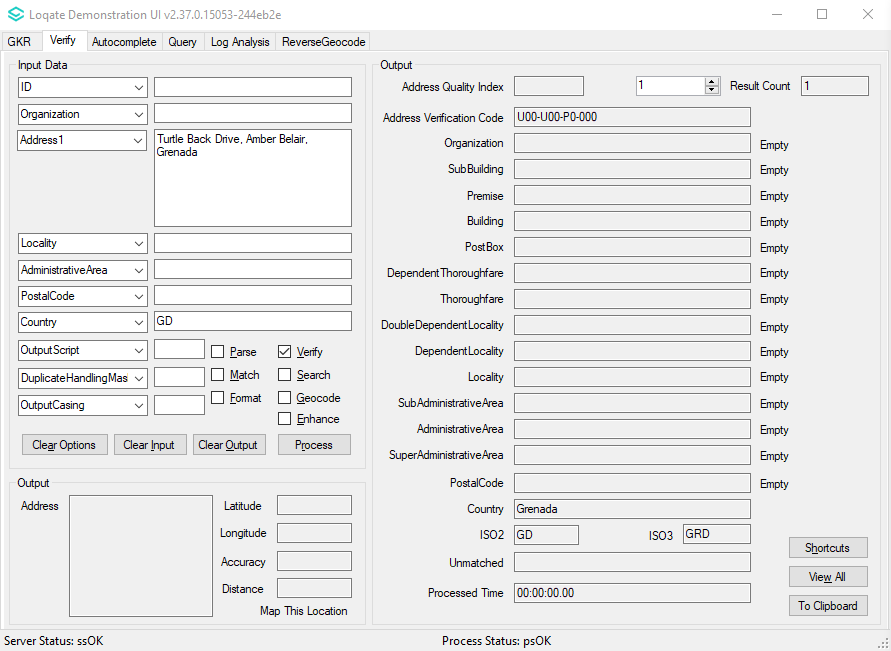 Loqate Demonstration UI v2.37.0.15053-244eb2e
GKR Verify Autocomplete Query Log Analysis ReverseGeocode
Input Data
ID
Organization
Address1 Turtle Back Drive, Amber Belair,
Grenada
Locality
AdministrativeArea
PostalCode
Country GD
OutputScript Parse Verify
DuplicateHandlingMas Match Search
OutputCasing Format Geocode
Enhance
Clear Options Clear Input Clear Output Process
Output
Address Latitude
Longitude
Accuracy
Distance
Map This Location
Output
Address Quality Index 1 Result Count 1
Address Verification Code U00-U00-P0-000
Organization Empty
SubBuilding Empty
Premise Empty
Building Empty
PostBox Empty
DependentThoroughfare Empty
Thoroughfare Empty
DoubleDependentLocality Empty
DependentLocality Empty
Locality Empty
SubAdministrativeArea Empty
AdministrativeArea Empty
SuperAdministrativeArea Empty
PostalCode Empty
Country Grenada
ISO2 GD ISO3 GRD
Unmatched
Processed Time 00:00:00.00
Shortcuts
View All
To Clipboard
Server Status: ssOK Process Status: psOK